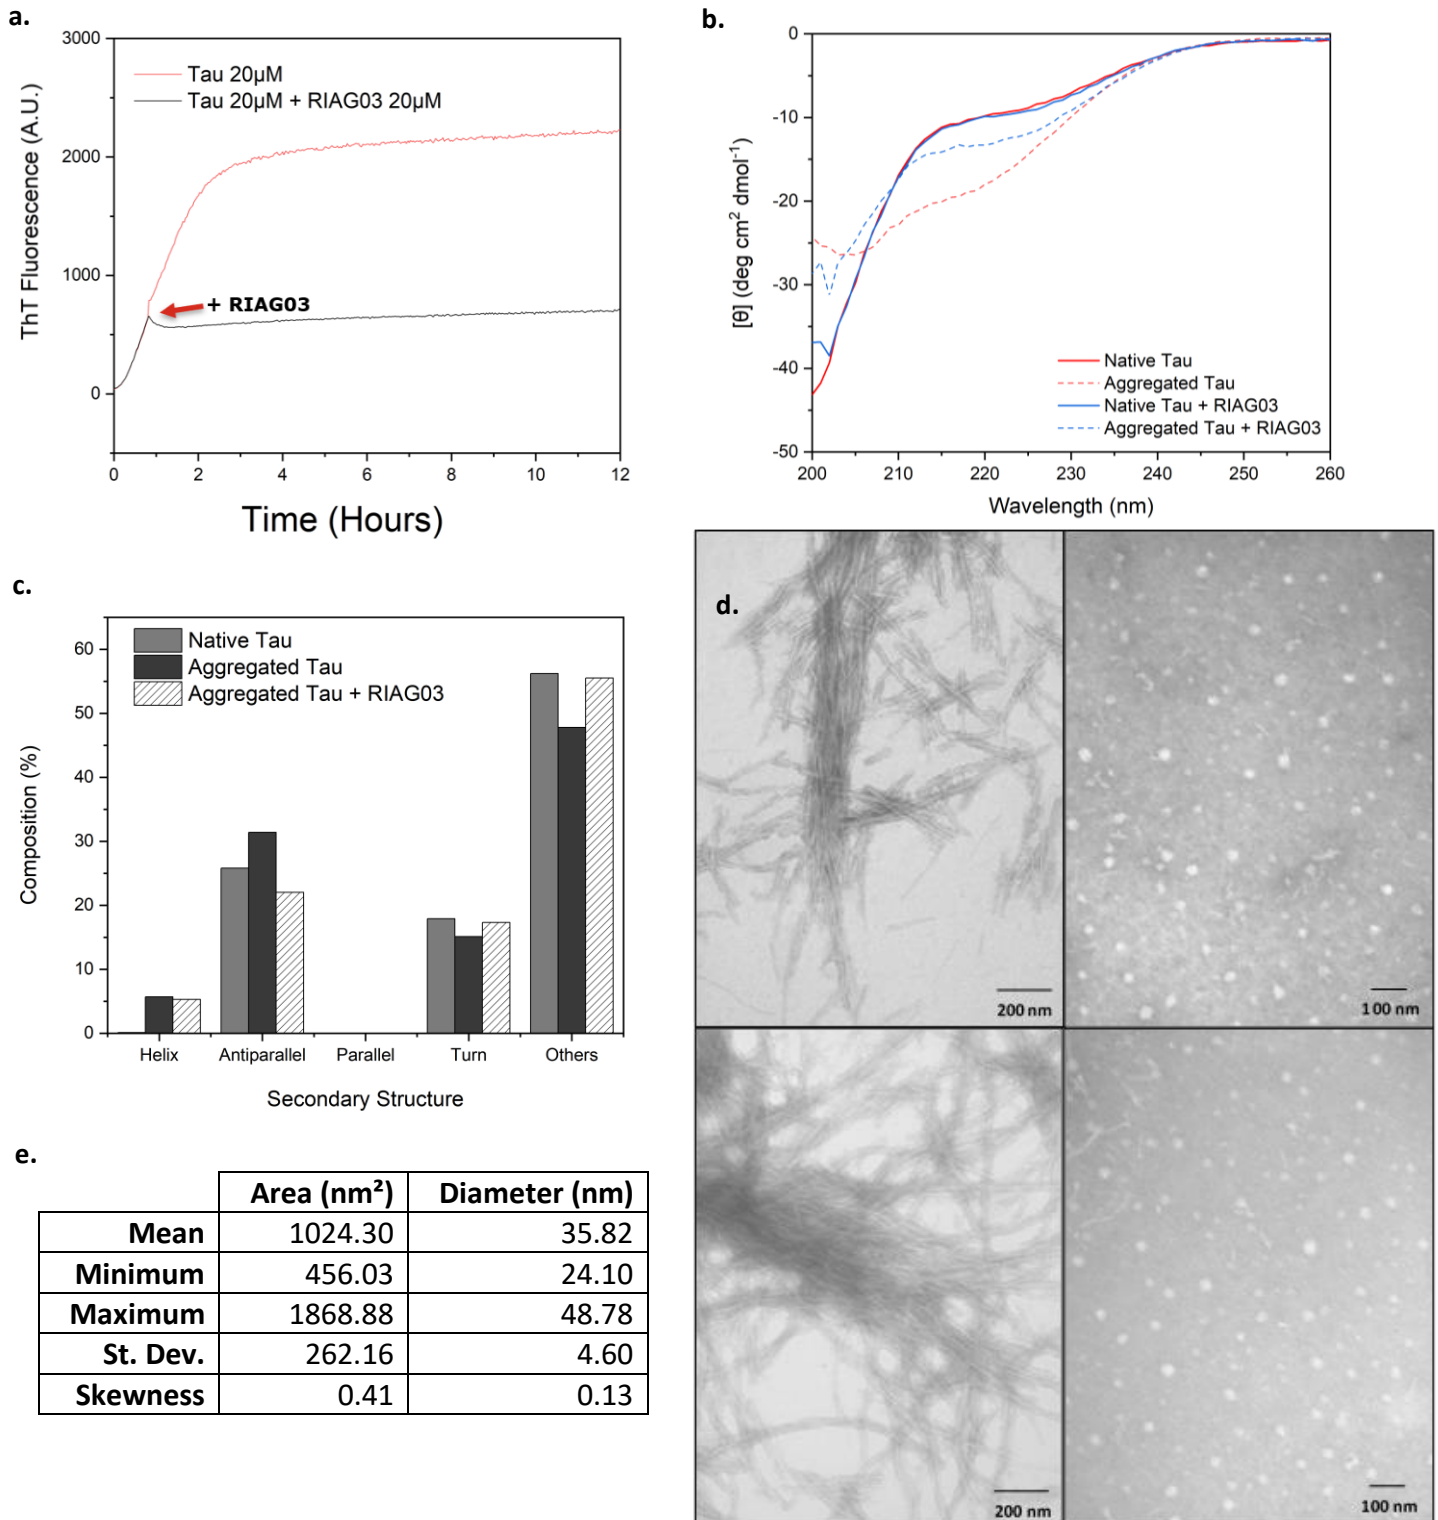 a.
3000
2000
1000
0
ThT Fluorescence (A.U.)
Tau 20µM
Tau 20µM + RIAG03 20µM
+ RIAG03
0 2 4 6 8 10 12
Time (Hours)
b.
0
-10
-20
-30
-40
-50
[θ] (deg cm² dmol⁻¹)
Native Tau
Aggregated Tau
Native Tau + RIAG03
Aggregated Tau + RIAG03
200 210 220 230 240 250 260
Wavelength (nm)
c.
60
50
40
30
20
10
0
Composition (%)
Native Tau
Aggregated Tau
Aggregated Tau + RIAG03
Helix Antiparallel Parallel Turn Others
Secondary Structure
d.
200 nm
100 nm
200 nm
100 nm
e.
Area (nm²) Diameter (nm)
Mean 1024.30 35.82
Minimum 456.03 24.10
Maximum 1868.88 48.78
St. Dev. 262.16 4.60
Skewness 0.41 0.13